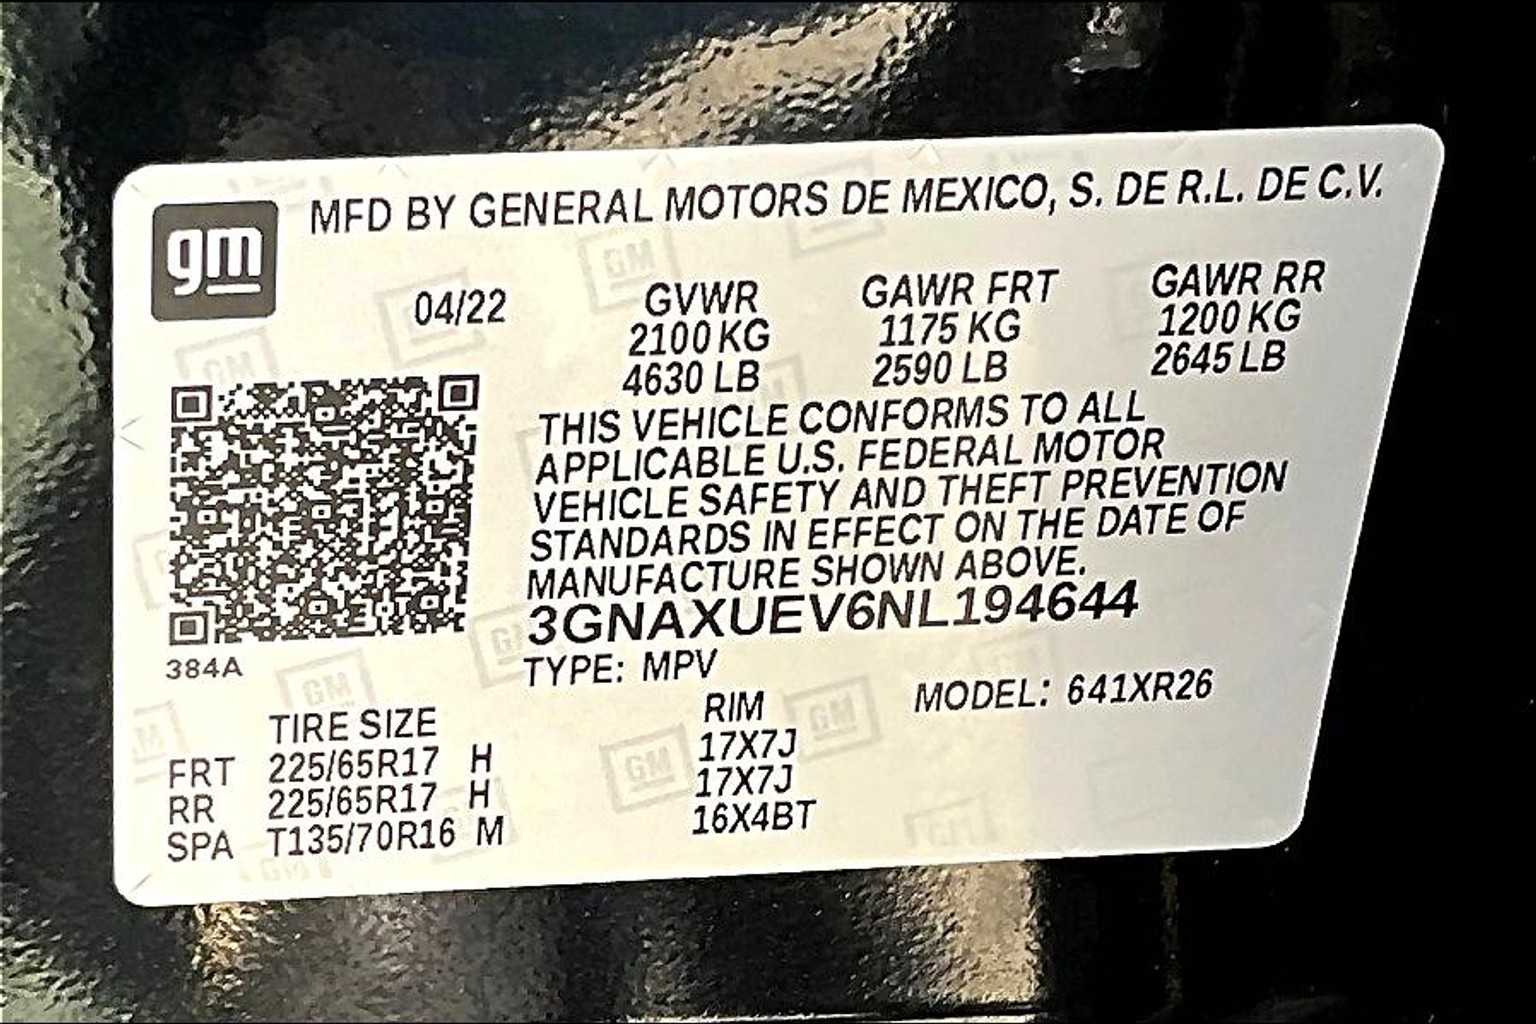 gm
MFD BY GENERAL MOTORS DE MEXICO, S. DE R.L. DE C.V.
04/22 GVWR GAWR FRT GAWR RR
2100 KG 1175 KG 1200 KG
4630 LB 2590 LB 2645 LB
THIS VEHICLE CONFORMS TO ALL
APPLICABLE U.S. FEDERAL MOTOR
VEHICLE SAFETY AND THEFT PREVENTION
STANDARDS IN EFFECT ON THE DATE OF
MANUFACTURE SHOWN ABOVE.
3GNAXUEV6NL194644
384A
TYPE: MPV MODEL: 641XR26
TIRE SIZE RIM
FRT 225/65R17 H 17X7J
RR 225/65R17 H 17X7J
SPA T135/70R16 M 16X4BT